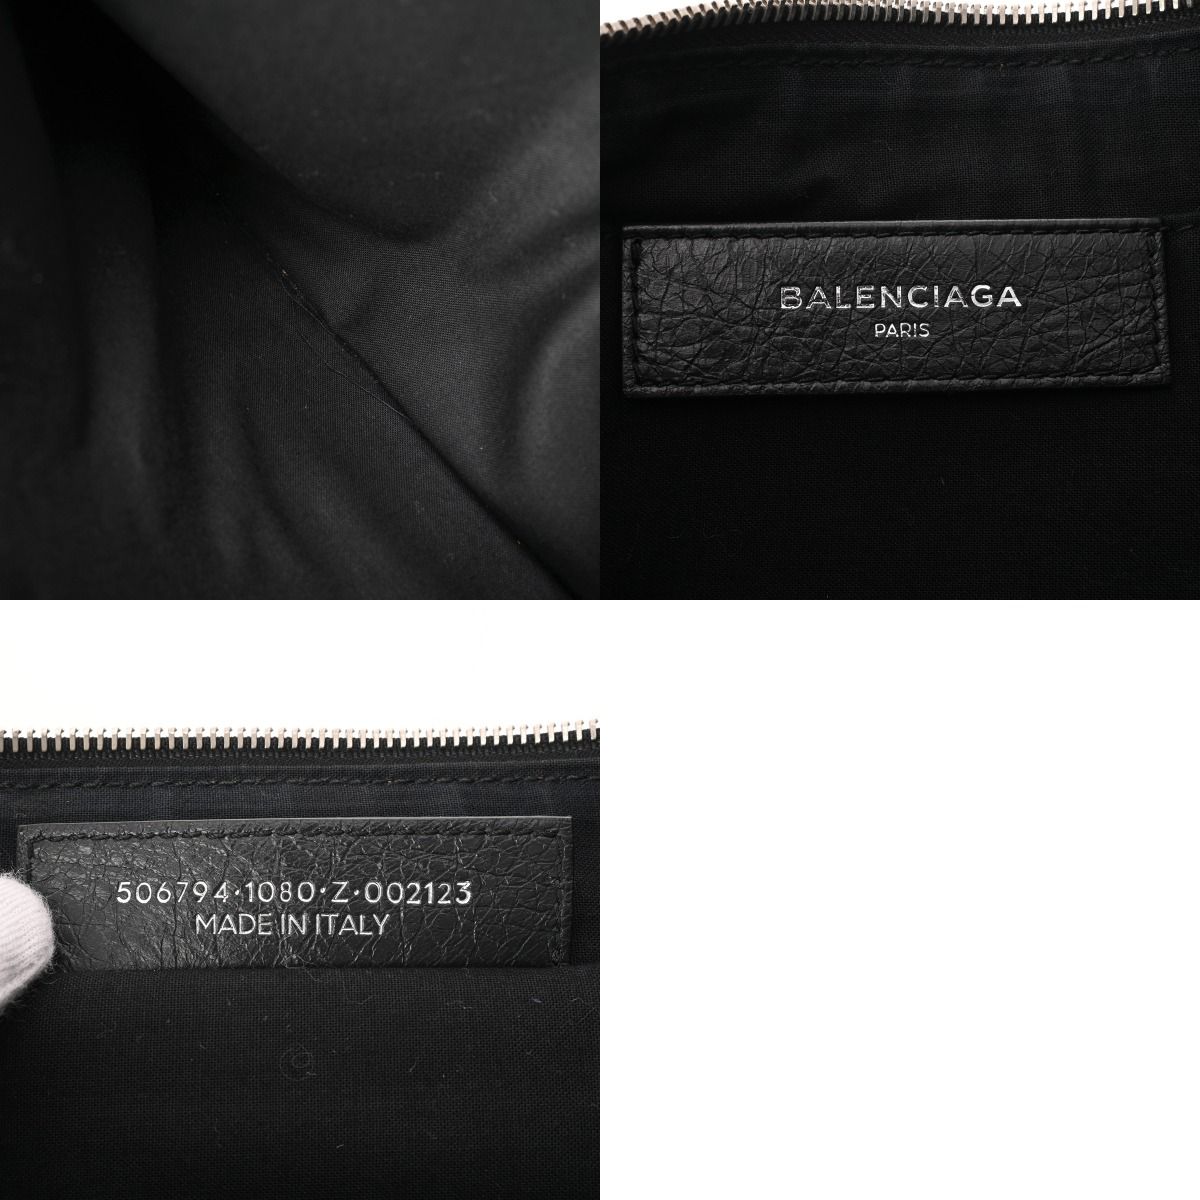 BALENCIAGA
PARIS
506794·1080·Z·002123
MADE IN ITALY